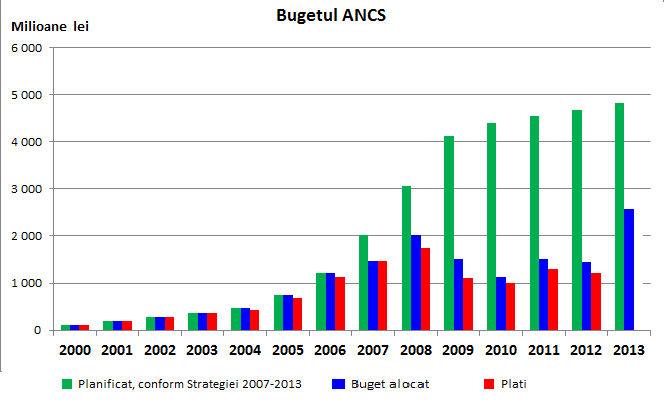 Bugetul ANCS
Milioane lei
6 000
5 000
4 000
3 000
2 000
1 000
0
2000 2001 2002 2003 2004 2005 2006 2007 2008 2009 2010 2011 2012 2013
Planificat, conform Strategiei 2007-2013 Buget alocat Plati